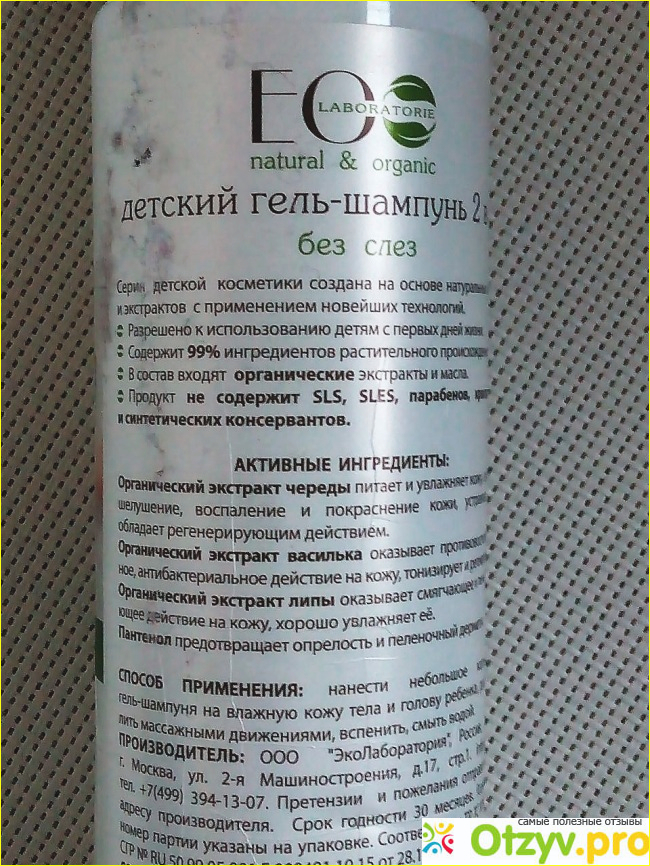 EO
LABORATORIE
natural & organic
детский гель-шампунь 2
без слез
Серия детской косметики создана на основе
и экстрактов с применением новейших технологий.
Разрешено к использованию детям с первых дней жизни.
Содержит 99% ингредиентов растительного
В состав входят органические экстракты и масла.
Продукт не содержит SLS, SLES, парабенов,
и синтетических консервантов.
АКТИВНЫЕ ИНГРЕДИЕНТЫ:
Органический экстракт череды питает и увлажняет
шелушение, воспаление и покраснение кожи,
обладает регенерирующим действием.
Органический экстракт василька оказывает
ное, антибактериальное действие на кожу, тонизирует и
Органический экстракт липы оказывает смягчающее и
ющее действие на кожу, хорошо увлажняет её.
Пантенол предотвращает опрелость и пеленочный
СПОСОБ ПРИМЕНЕНИЯ: нанести небольшое
гель-шампуня на влажную кожу тела и голову ребенка,
лить массажными движениями, вспенить, смыть водой
ПРОИЗВОДИТЕЛЬ: ООО "ЭкоЛаборатория",
г. Москва, ул. 2-я Машиностроения, д.17, стр.1.
тел. +7(499) 394-13-07. Претензии и пожелания
адресу производителя. Срок годности 30 месяцев.
номер партии указаны на упаковке.
СГР № RU
самые полезные отзывы
Otzyv.pro